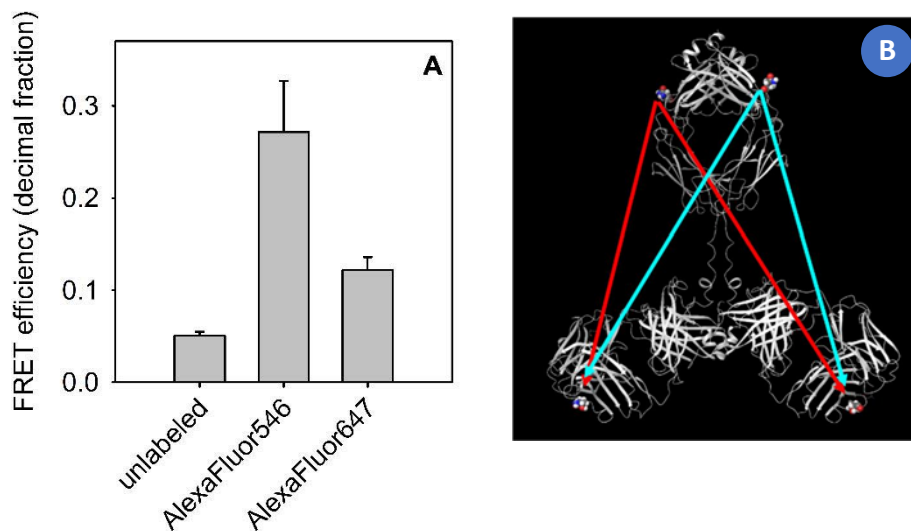 A
B
FRET efficiency (decimal fraction)
0.3
0.2
0.1
0.0
unlabeled
AlexaFluor546
AlexaFluor647